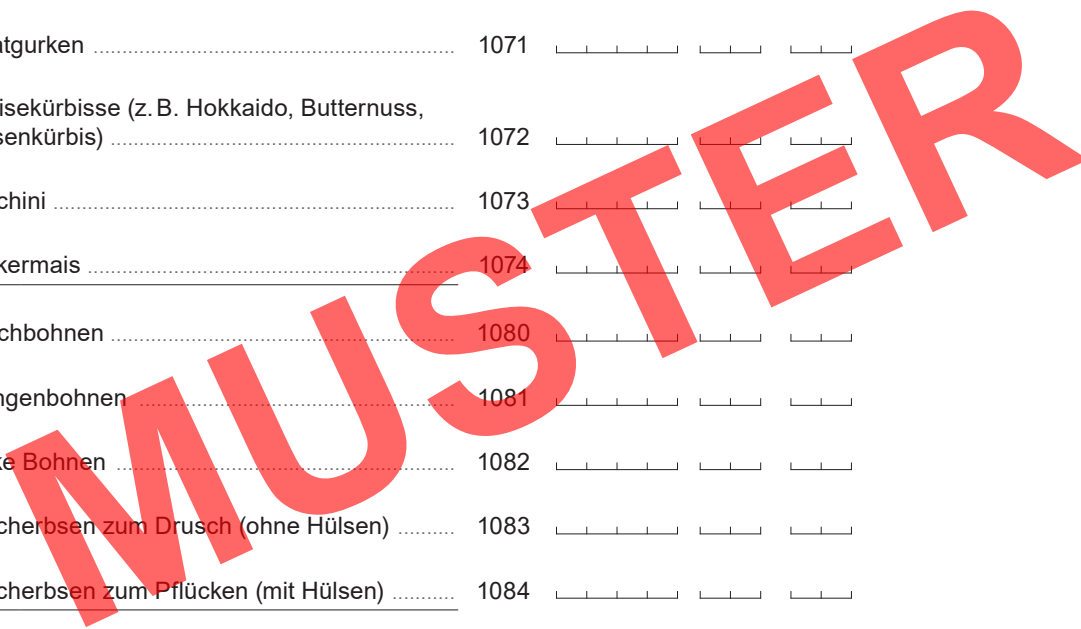 atgurken 1071
isekürbisse (z. B. Hokkaido, Butternuss,
senkürbis) 1072
chini 1073
kermais 1074
chbohnen 1080
ngenbohnen 1081
ke Bohnen 1082
cherbsen zum Drusch (ohne Hülsen) 1083
cherbsen zum Pflücken (mit Hülsen) 1084
MUSTER